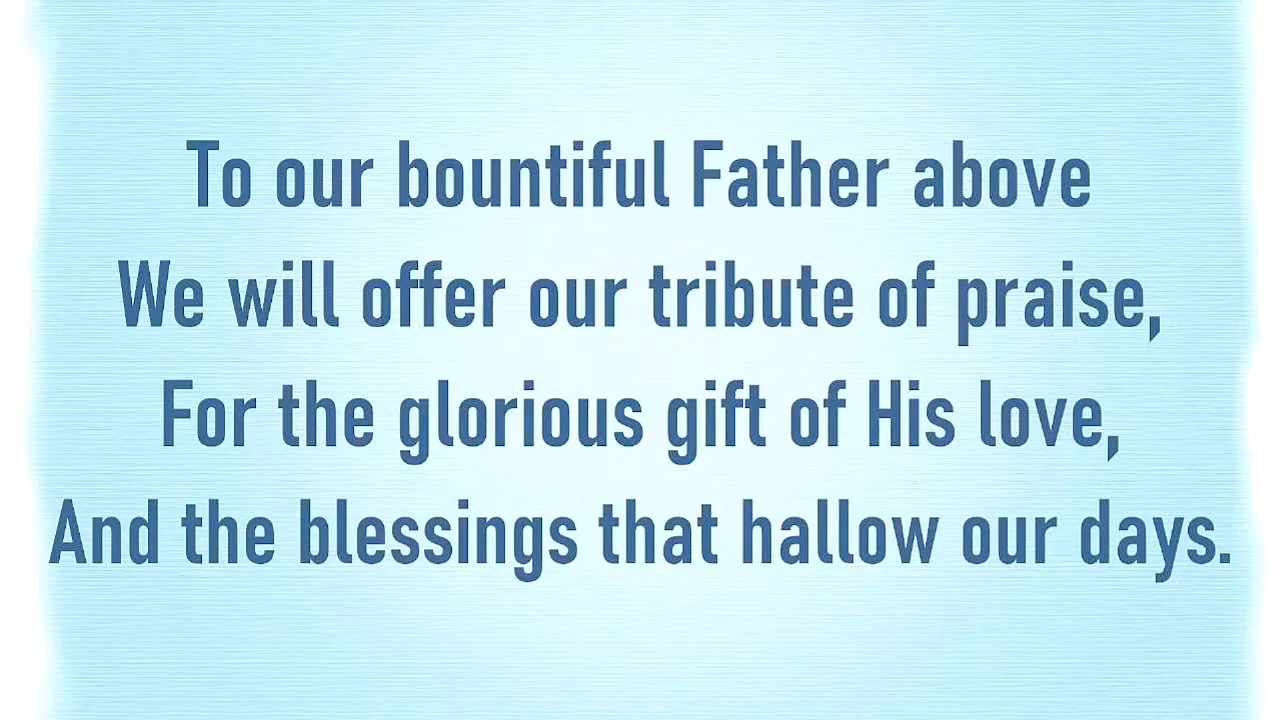 To our bountiful Father above
We will offer our tribute of praise,
For the glorious gift of His love,
And the blessings that hallow our days.